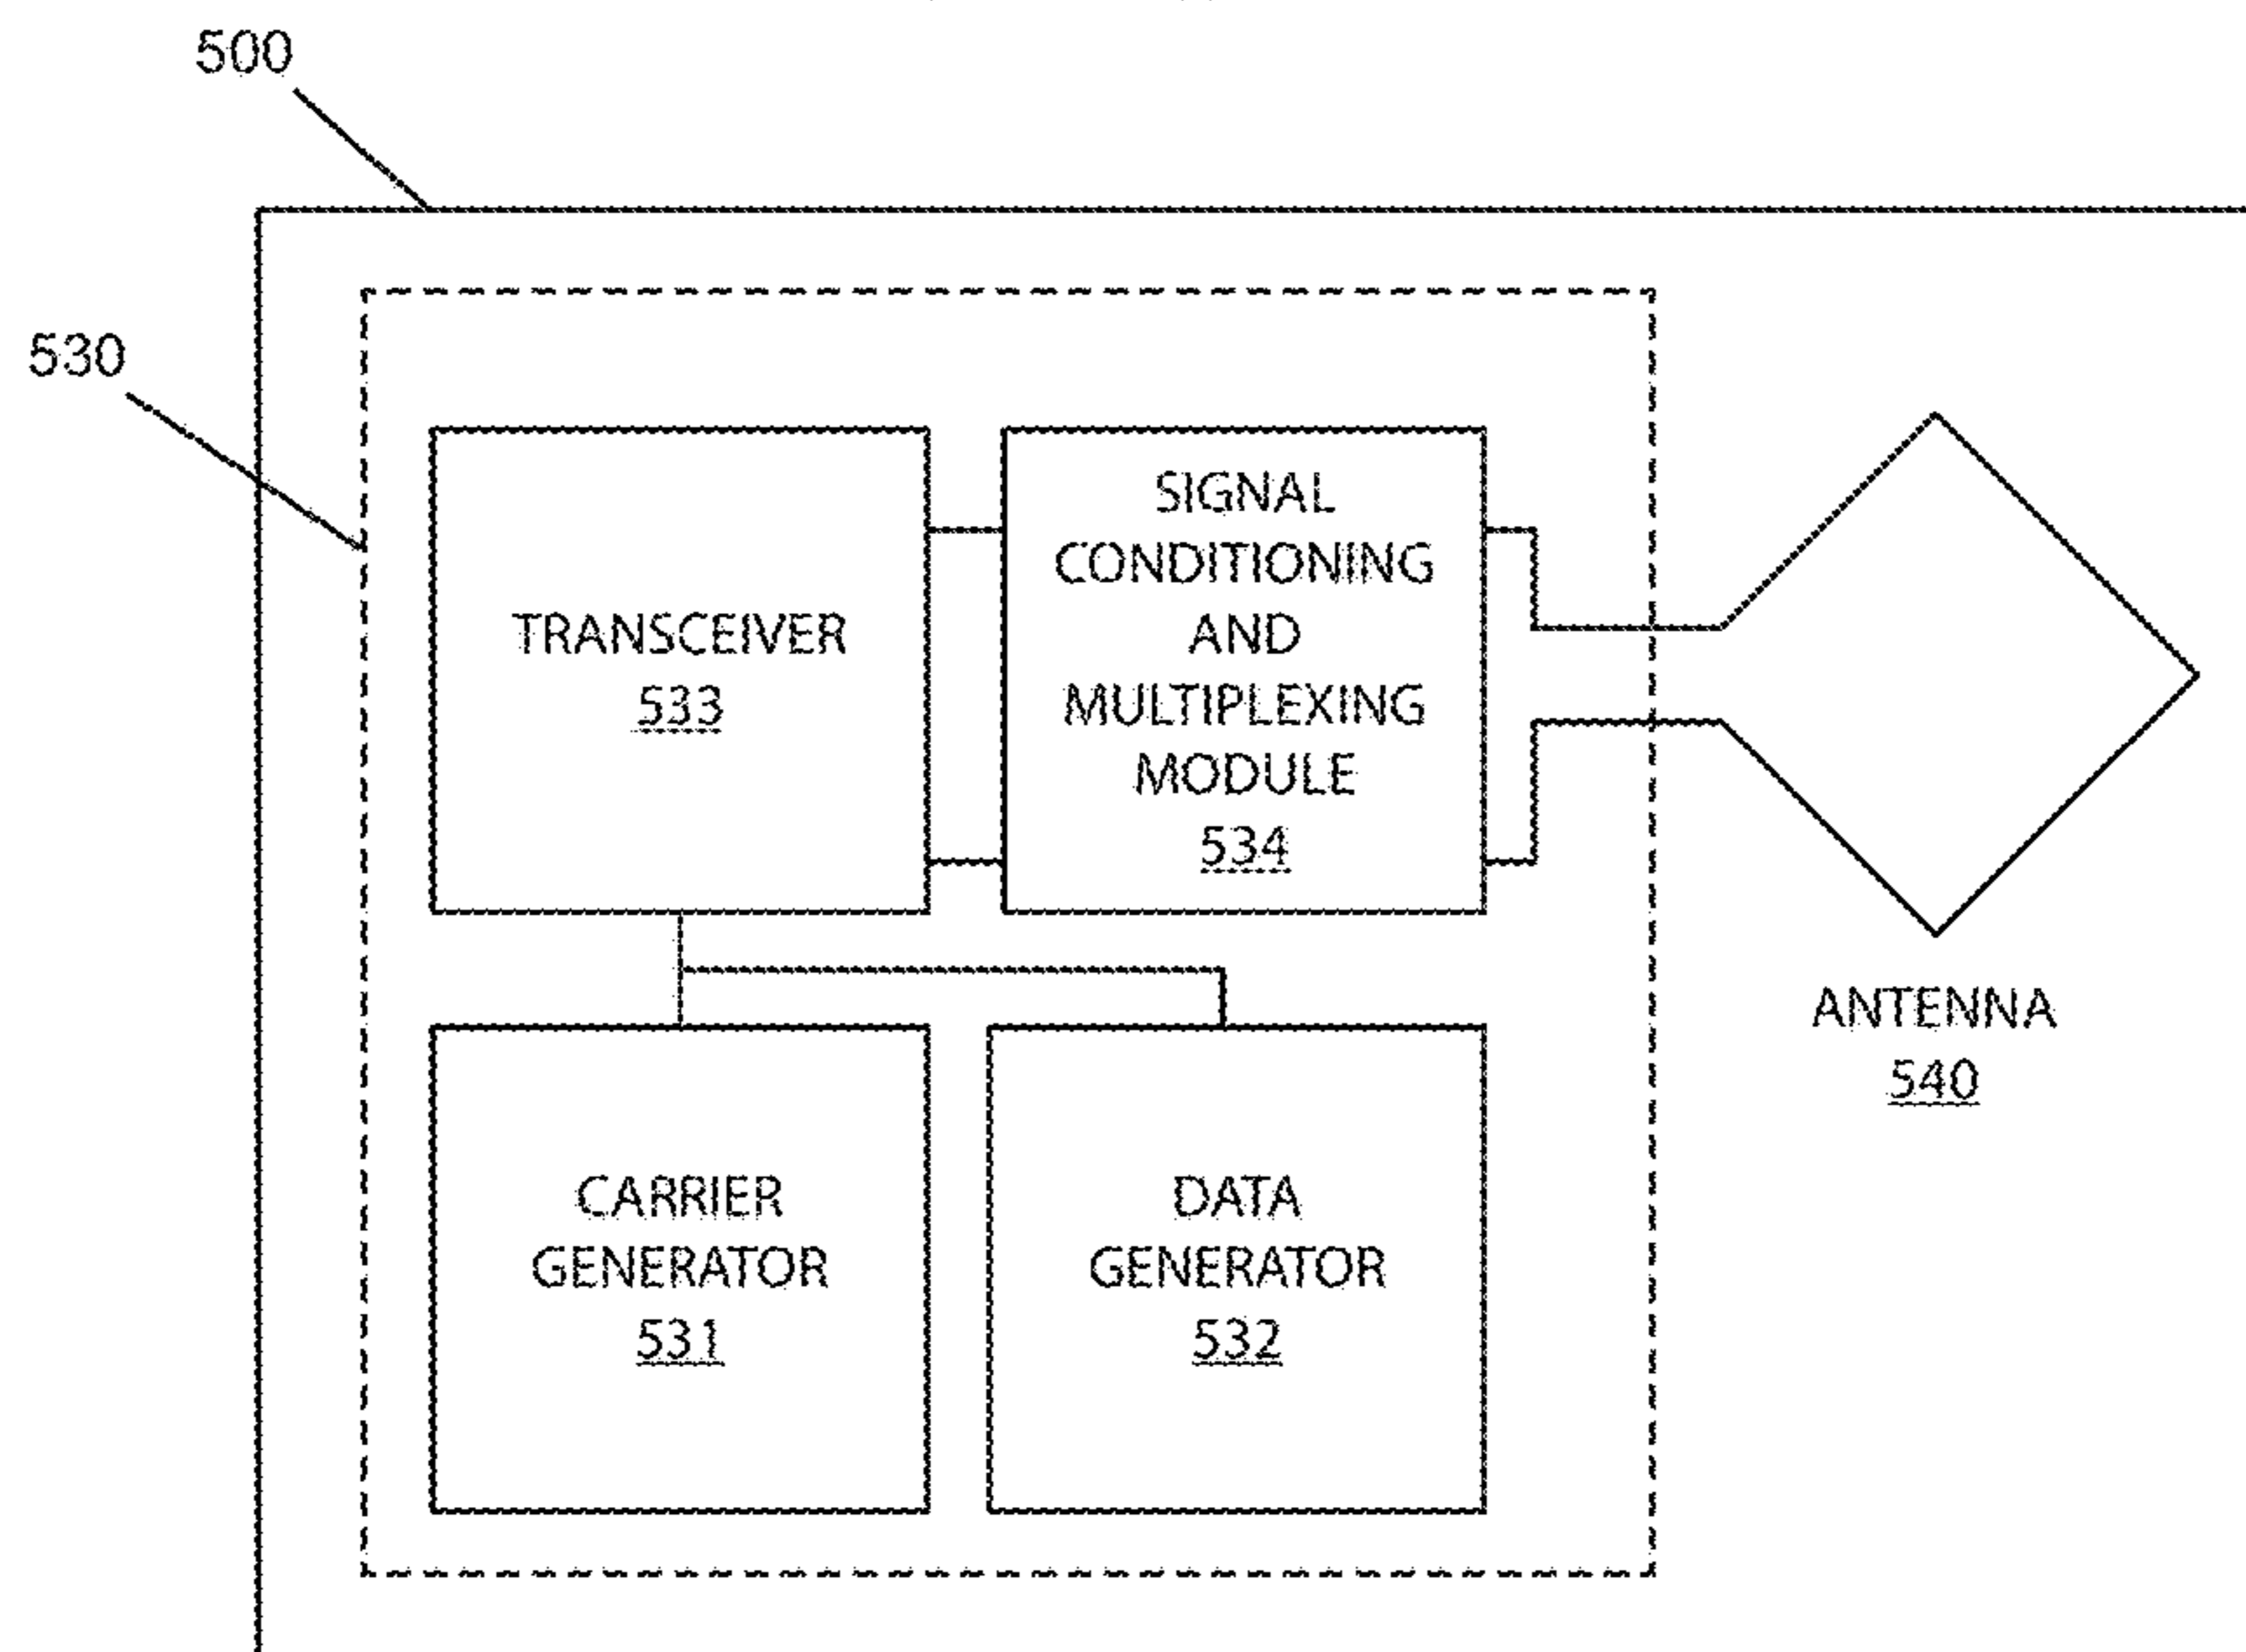 500
530
TRANSCEIVER
533
SIGNAL
CONDITIONING
AND
MULTIPLEXING
MODULE
534
ANTENNA
540
CARRIER
GENERATOR
531
DATA
GENERATOR
532